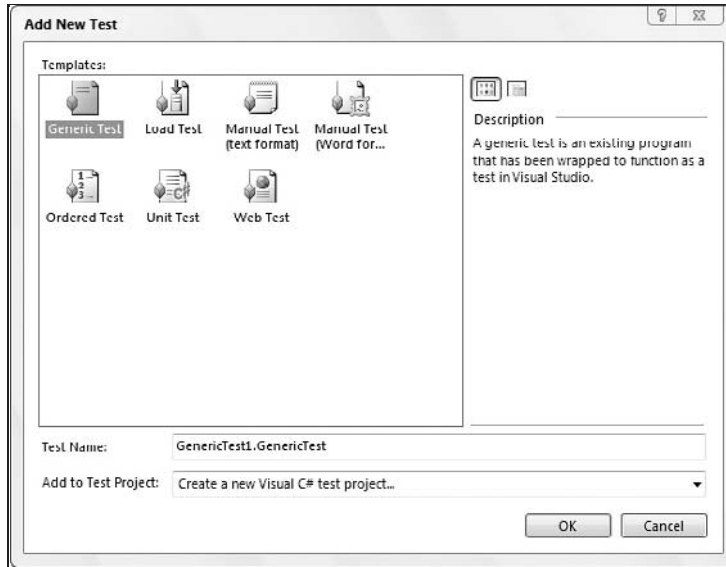 Add New Test
Templates:
Generic Test
Load Test
Manual Test
(text format)
Manual Test
(Word for...
Ordered Test
Unit Test
Web Test
Description
A generic test is an existing program
that has been wrapped to function as a
test in Visual Studio.
Test Name:
GenericTest1.GenericTest
Add to Test Project:
Create a new Visual C# test project...
OK
Cancel